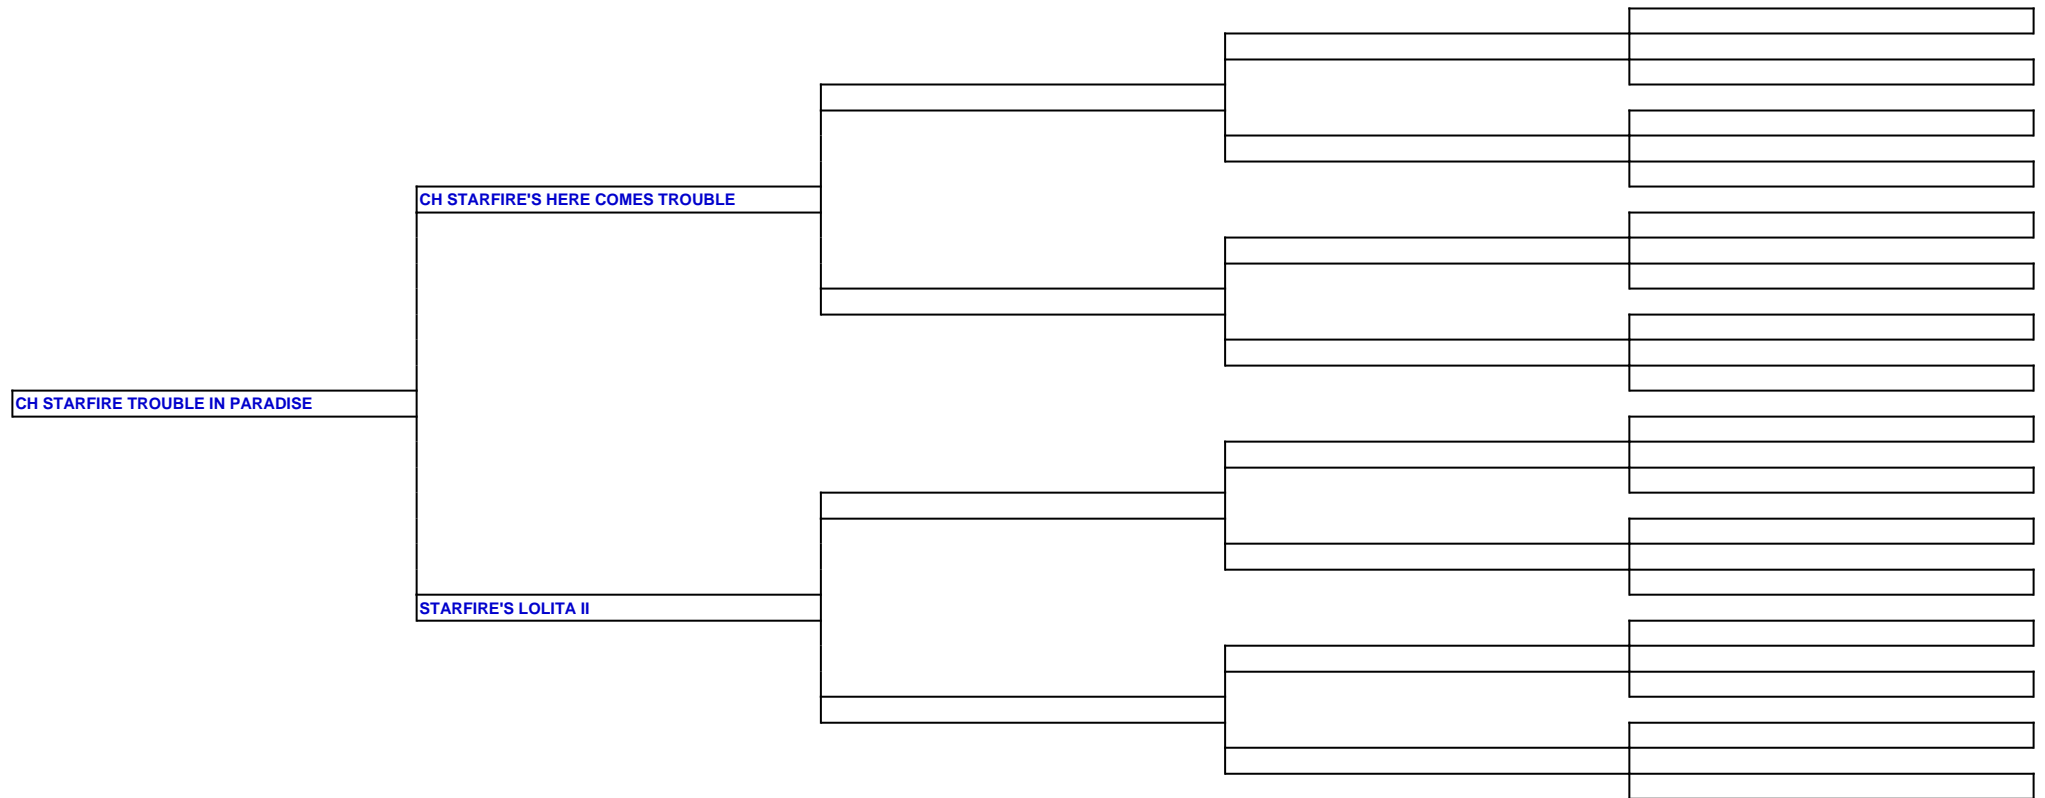 CH STARFIRE'S HERE COMES TROUBLE
CH STARFIRE TROUBLE IN PARADISE
STARFIRE'S LOLITA II